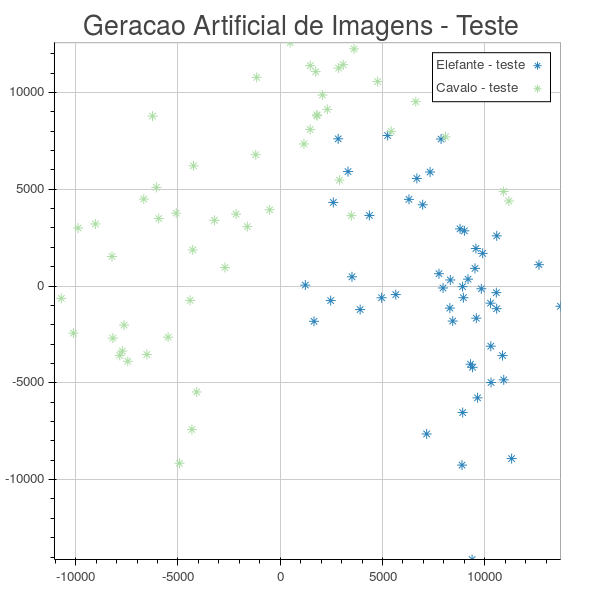 Geracao Artificial de Imagens - Teste
Elefante - teste
Cavalo - teste
10000
5000
0
-5000
-10000
-10000 -5000 0 5000 10000